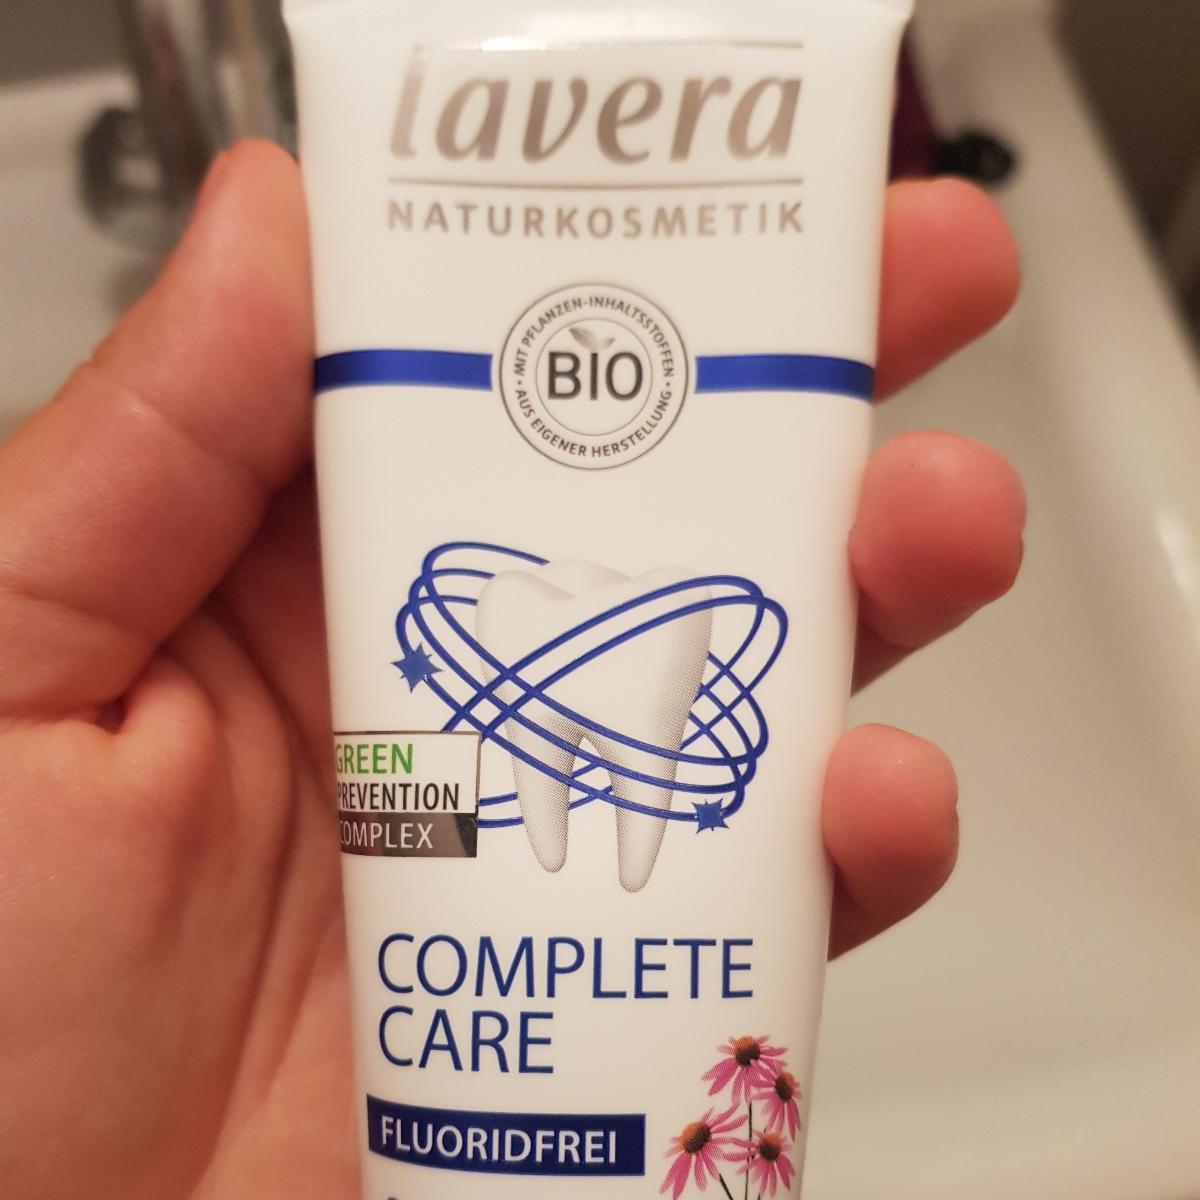 lavera
NATURKOSMETIK
• MIT PFLANZEN-INHALTSSTOFFEN •
BIO
AUS EIGENER HERSTELLUNG
GREEN
PREVENTION
COMPLEX
COMPLETE
CARE
FLUORIDFREI